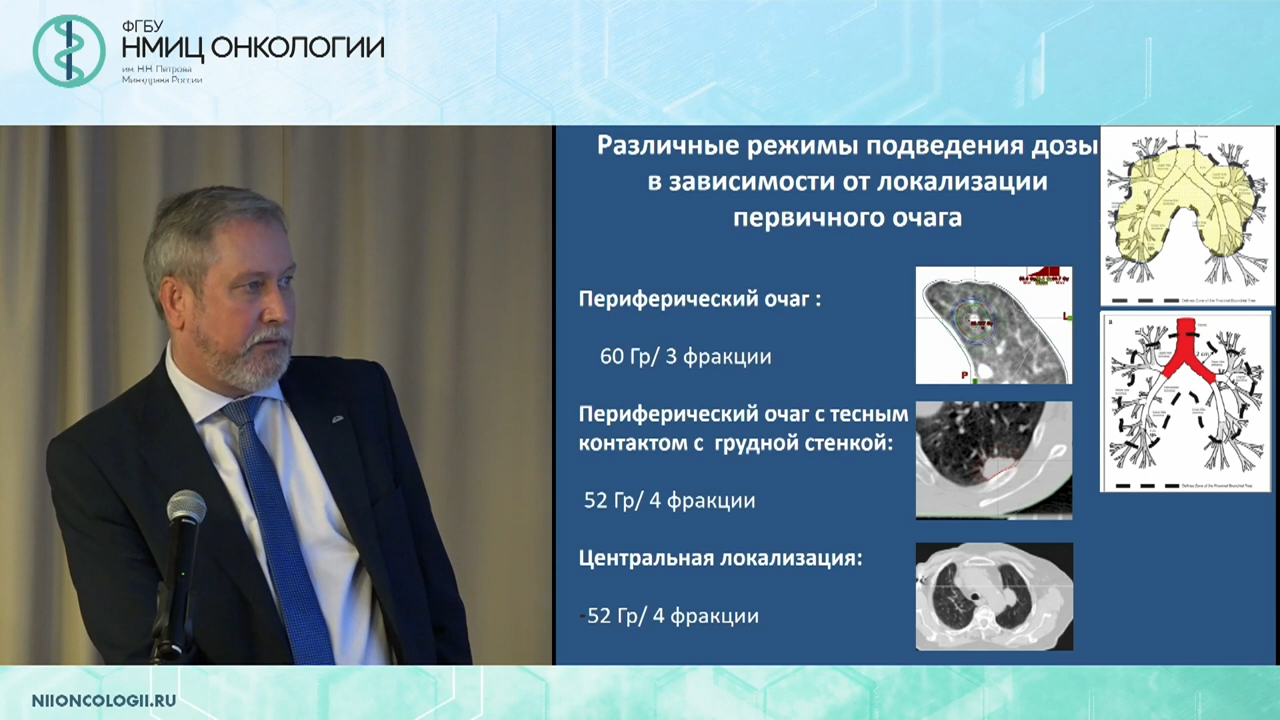 ФГБУ
НМИЦ ОНКОЛОГИИ
им. Н.Н. Петрова
Минздрава России
Различные режимы подведения дозы
в зависимости от локализации
первичного очага
Периферический очаг :
60 Гр/ 3 фракции
Периферический очаг с тесным
контактом с грудной стенкой:
52 Гр/ 4 фракции
Центральная локализация:
-52 Гр/ 4 фракции
L
P
B
2 cm
NIIONCOLOGII.RU